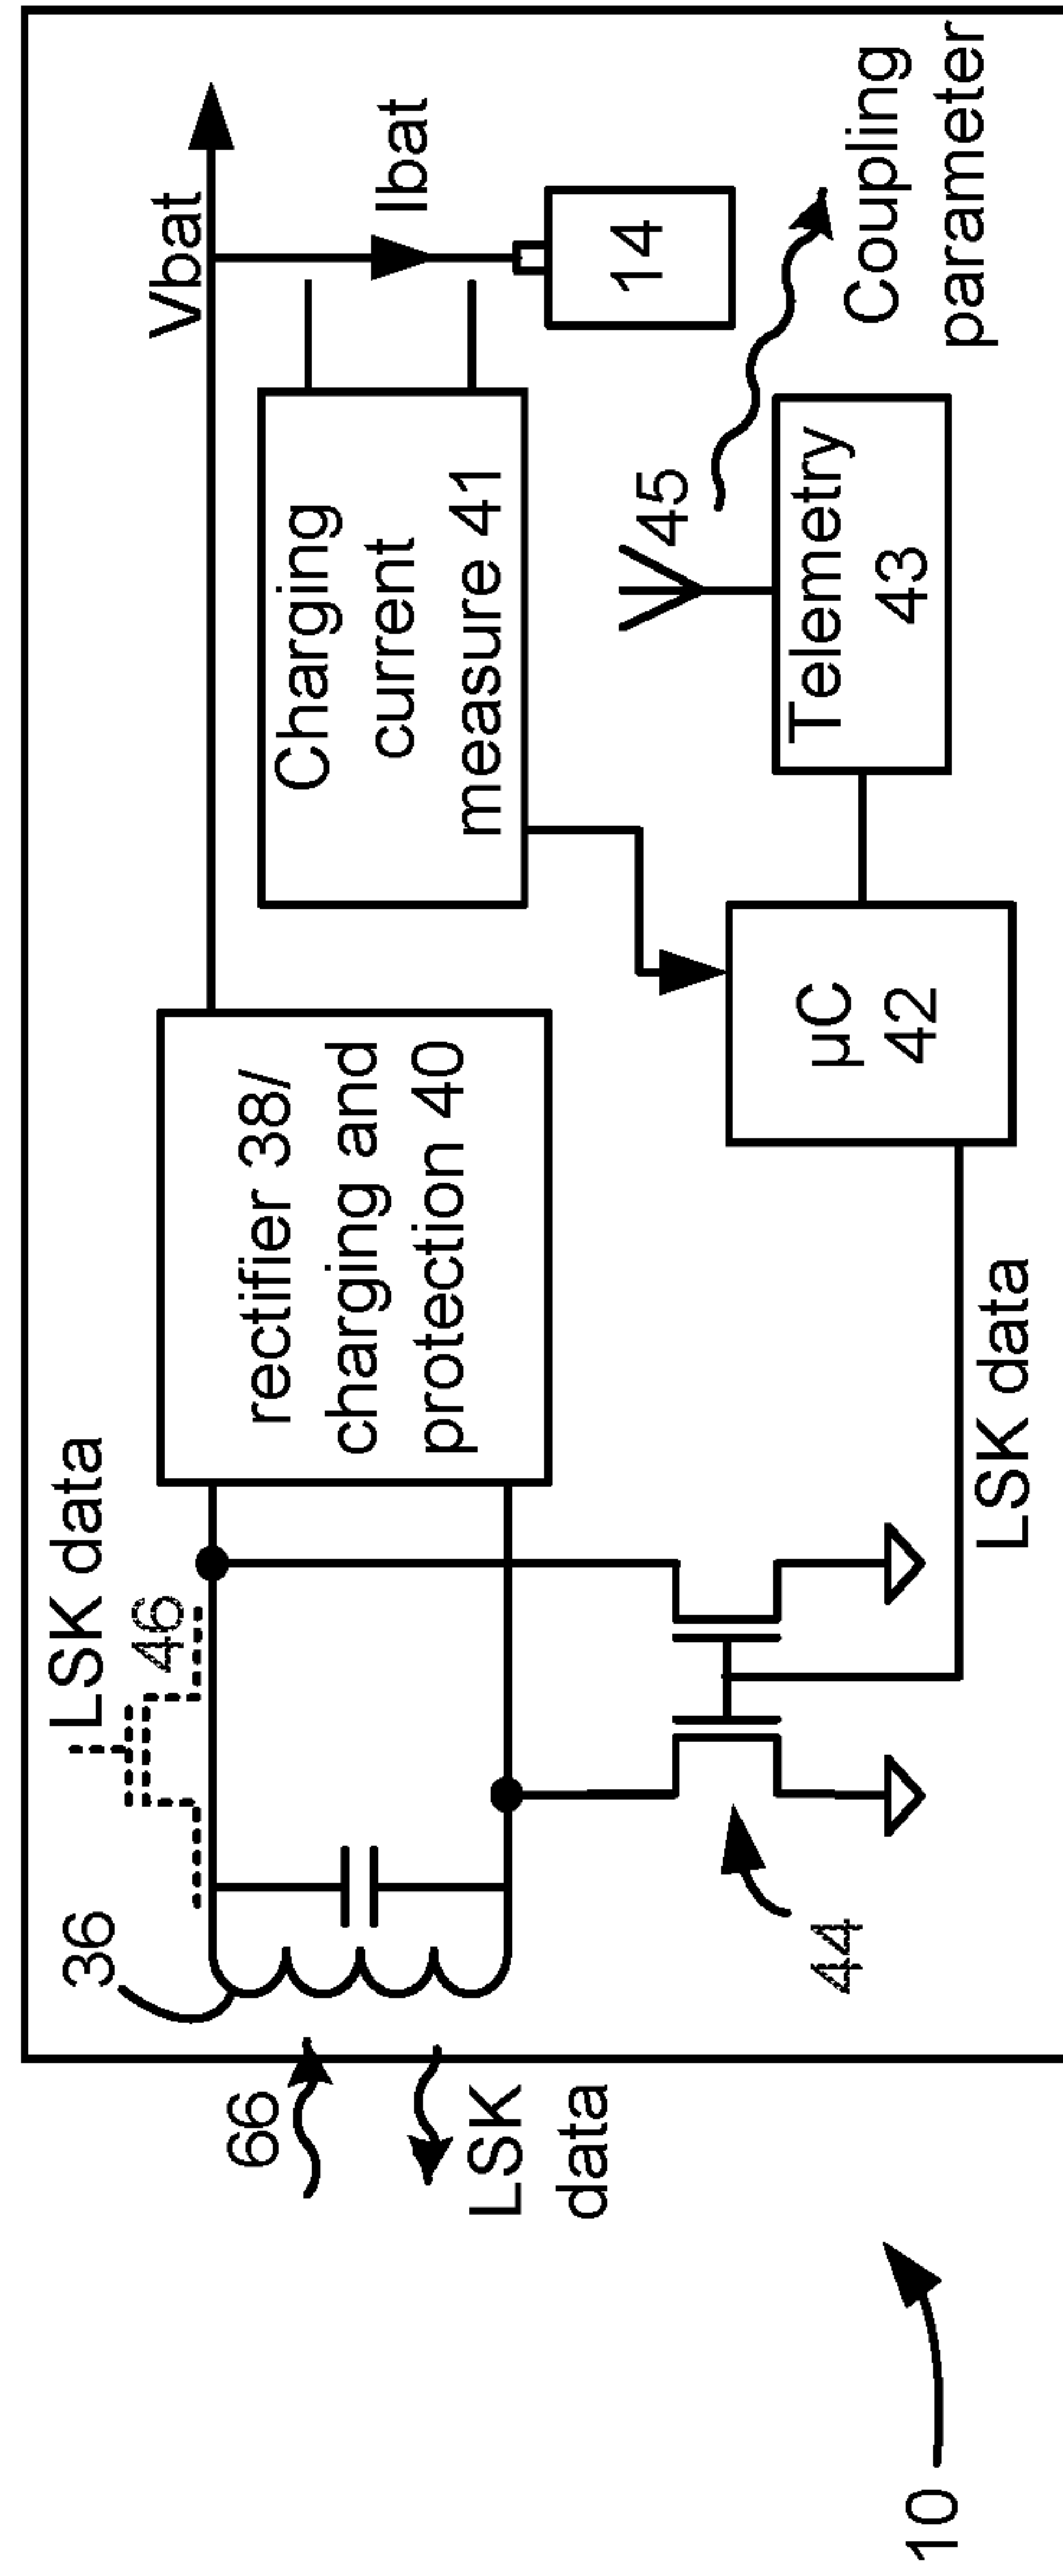 LSK data
46
36
66
LSK
data
10
rectifier 38/
charging and
protection 40
Vbat
Ibat
14
Charging
current
measure 41
45
Coupling
parameter
Telemetry
43
µC
42
LSK data
44